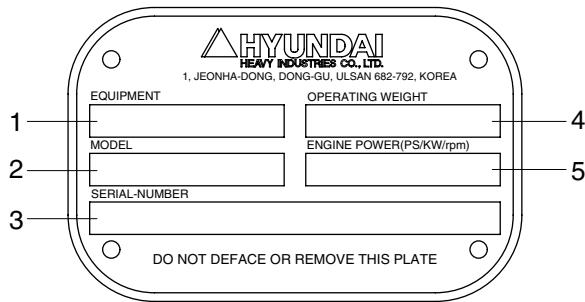 HYUNDAI
HEAVY INDUSTRIES CO., LTD.
1, JEONHA-DONG, DONG-GU, ULSAN 682-792, KOREA
EQUIPMENT OPERATING WEIGHT
1 4
MODEL ENGINE POWER(PS/KW/rpm)
2 5
SERIAL-NUMBER
3
DO NOT DEFACE OR REMOVE THIS PLATE